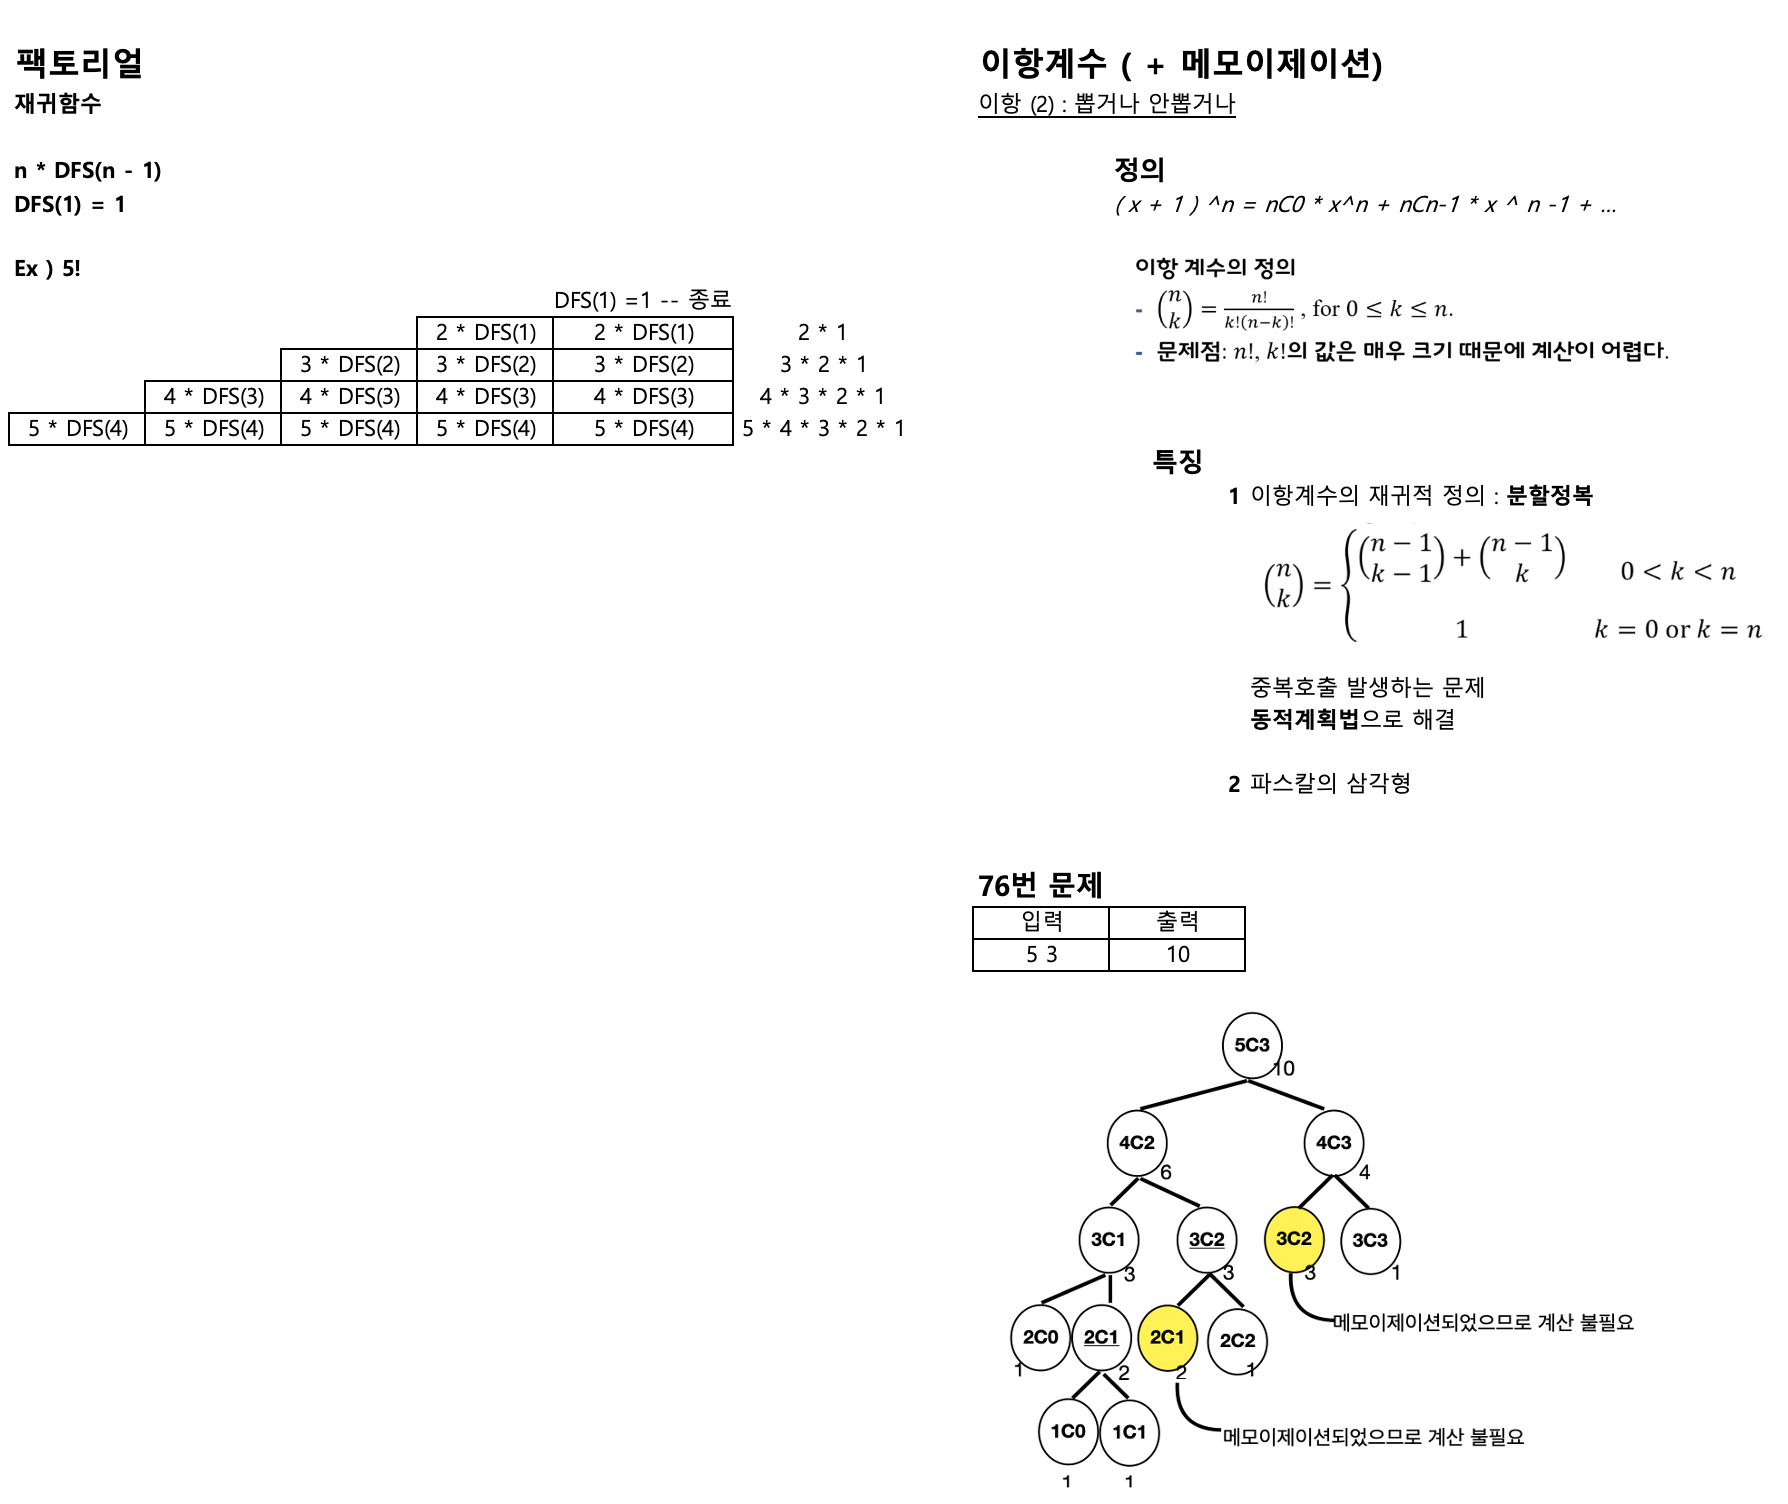 팩토리얼
재귀함수
n * DFS(n - 1)
DFS(1) = 1
Ex ) 5!
DFS(1) =1 -- 종료
2 * DFS(1) 2 * DFS(1) 2 * 1
3 * DFS(2) 3 * DFS(2) 3 * DFS(2) 3 * 2 * 1
4 * DFS(3) 4 * DFS(3) 4 * DFS(3) 4 * DFS(3) 4 * 3 * 2 * 1
5 * DFS(4) 5 * DFS(4) 5 * DFS(4) 5 * DFS(4) 5 * DFS(4) 5 * 4 * 3 * 2 * 1
이항계수 ( + 메모이제이션)
이항 (2) : 뽑거나 안뽑거나
정의
( x + 1 ) ^n = nC0 * x^n + nCn-1 * x ^ n -1 + ...
이항 계수의 정의
- (n k) = n! / k!(n−k)! , for 0 ≤ k ≤ n.
- 문제점: n!, k!의 값은 매우 크기 때문에 계산이 어렵다.
특징
1 이항계수의 재귀적 정의 : 분할정복
(n k) = { (n − 1 k − 1) + (n − 1 k) 0 < k < n
1 k = 0 or k = n
중복호출 발생하는 문제
동적계획법으로 해결
2 파스칼의 삼각형
76번 문제
입력 출력
5 3 10
5C3
10
4C2 4C3
6 4
3C1 3C2 3C2 3C3
3 3 3 1
메모이제이션되었으므로 계산 불필요
2C0 2C1 2C1 2C2
1 2 2 1
1C0 1C1
메모이제이션되었으므로 계산 불필요
1 1